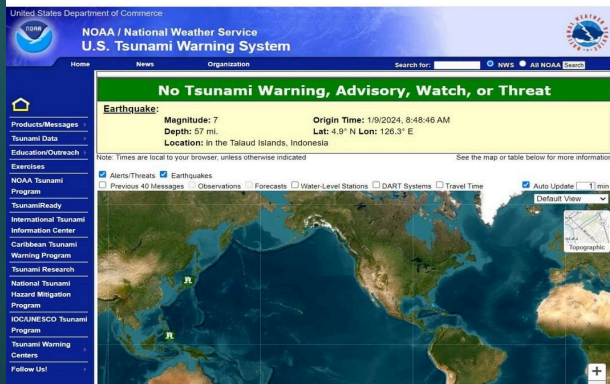 United States Department of Commerce
NOAA / National Weather Service
U.S. Tsunami Warning System
Home News Organization Search for: NWS All NOAA Search
No Tsunami Warning, Advisory, Watch, or Threat
Earthquake:
Magnitude: 7 Origin Time: 1/9/2024, 8:48:46 AM
Depth: 57 mi. Lat: 4.9° N Lon: 126.3° E
Location: in the Talaud Islands, Indonesia
Note: Times are local to your browser, unless otherwise indicated See the map or table below for more information
Alerts/Threats Earthquakes
Previous 40 Messages Observations Forecasts Water-Level Stations DART Systems Travel Time Auto Update 1 min
Default View
Topographic
+
Products/Messages
Tsunami Data
Education/Outreach
Exercises
NOAA Tsunami
Program
TsunamiReady
International Tsunami
Information Center
Caribbean Tsunami
Warning Program
Tsunami Research
National Tsunami
Hazard Mitigation
Program
IOC/UNESCO Tsunami
Program
Tsunami Warning
Centers
Follow Us!